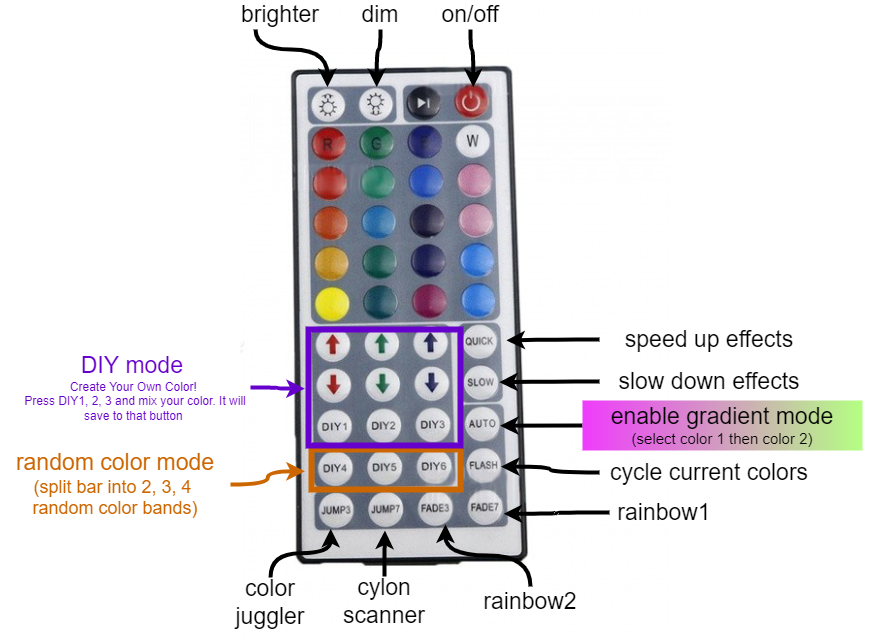 brighter
dim
on/off
R
G
W
QUICK
speed up effects
DIY mode
Create Your Own Color!
Press DIY1, 2, 3 and mix your color. It will
save to that button
SLOW
slow down effects
DIY1
DIY2
DIY3
AUTO
enable gradient mode
(select color 1 then color 2)
random color mode
(split bar into 2, 3, 4
random color bands)
DIY4
DIY5
DIY6
FLASH
cycle current colors
JUMP3
JUMP7
FADE3
FADE7
rainbow1
color
juggler
cylon
scanner
rainbow2